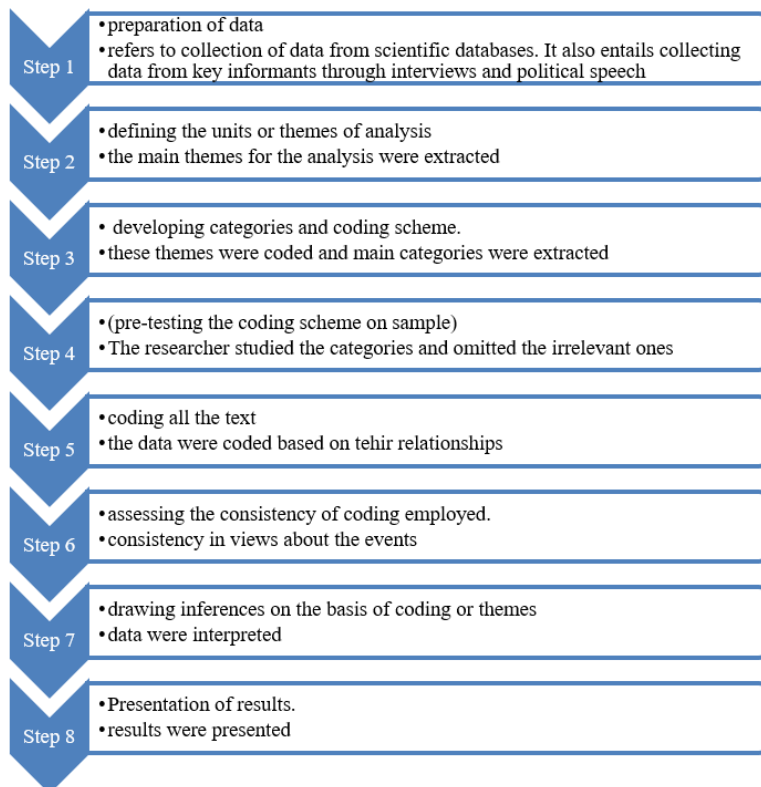 Step 1
•preparation of data
•refers to collection of data from scientific databases. It also entails collecting
data from key informants through interviews and political speech
Step 2
•defining the units or themes of analysis
•the main themes for the analysis were extracted
Step 3
• developing categories and coding scheme.
•these themes were coded and main categories were extracted
Step 4
•(pre-testing the coding scheme on sample)
•The researcher studied the categories and omitted the irrelevant ones
Step 5
•coding all the text
•the data were coded based on tehir relationships
Step 6
•assessing the consistency of coding employed.
•consistency in views about the events
Step 7
•drawing inferences on the basis of coding or themes
•data were interpreted
Step 8
•Presentation of results.
•results were presented